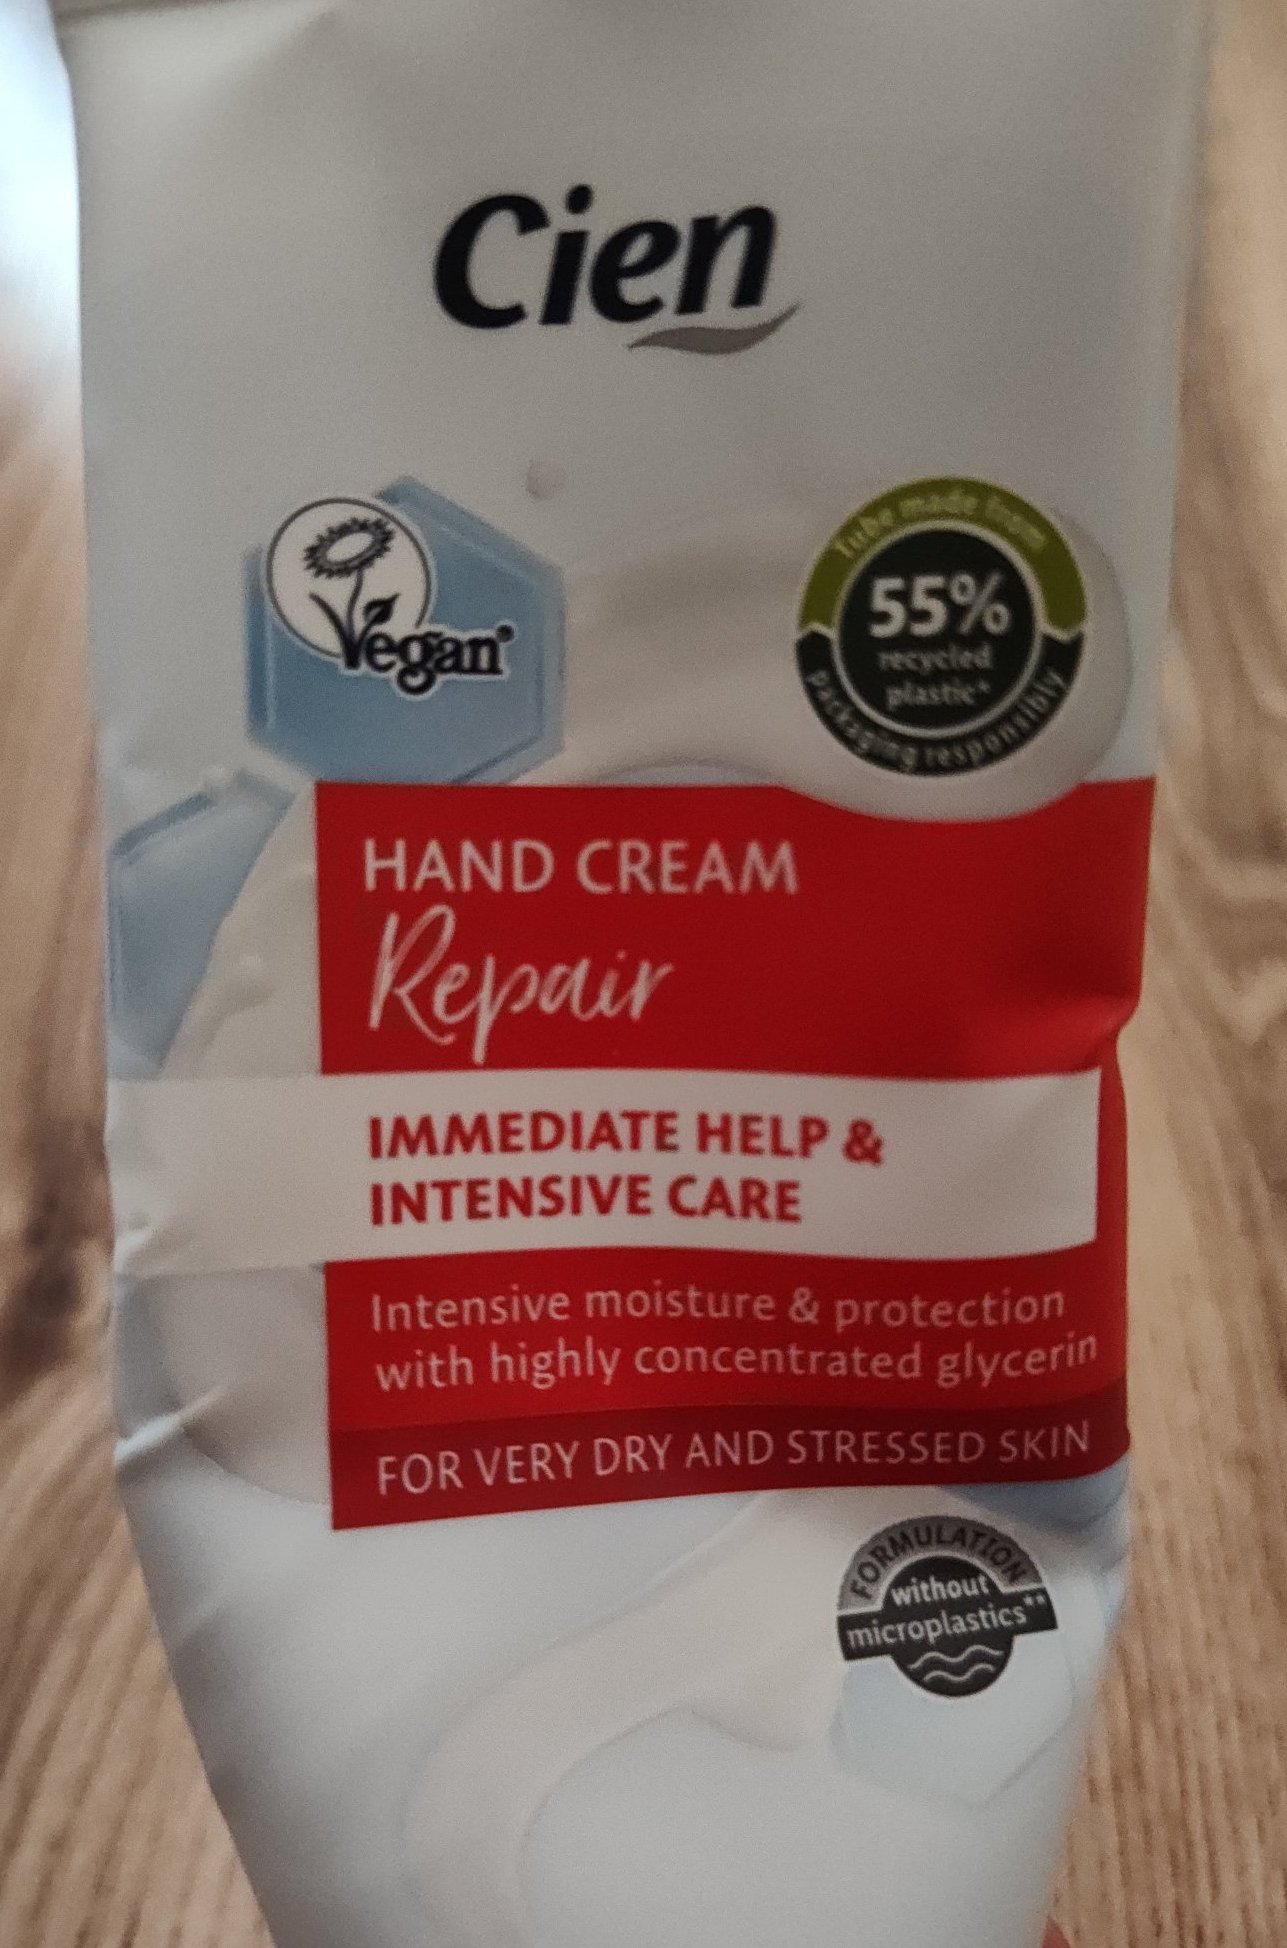 Cien
Vegan®
Tube made from
55%
recycled
plastic*
packaging responsibly
HAND CREAM
Repair
IMMEDIATE HELP &
INTENSIVE CARE
Intensive moisture & protection
with highly concentrated glycerin
FOR VERY DRY AND STRESSED SKIN
FORMULATION
without
microplastics**